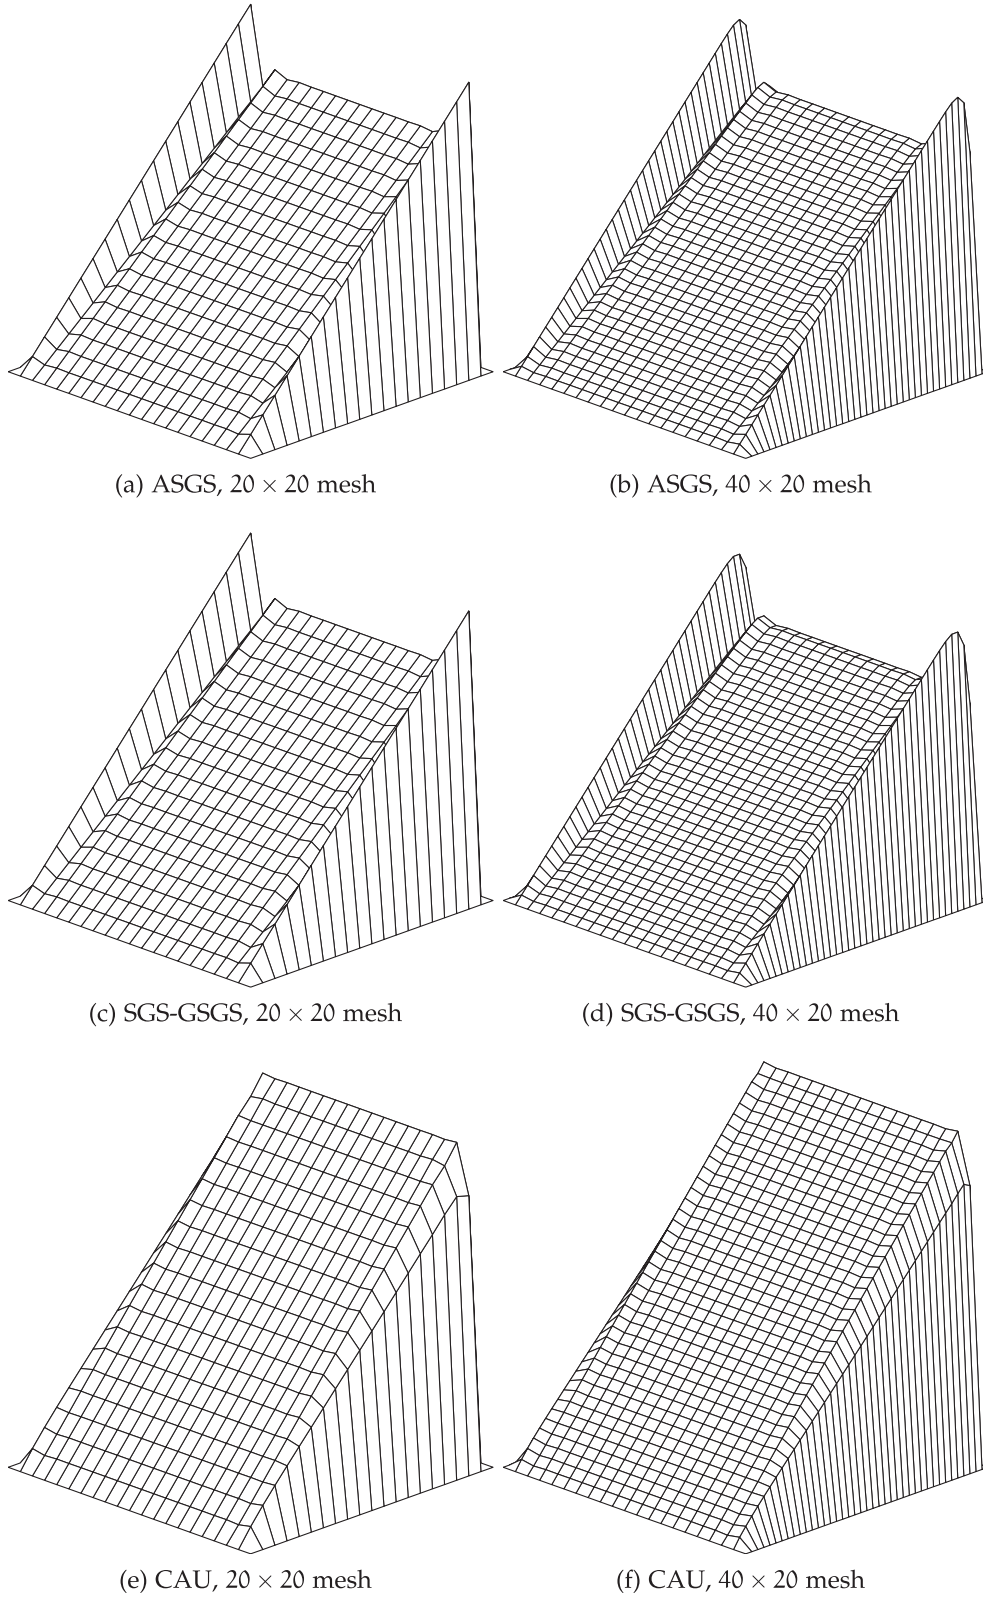 (a) ASGS, 20 × 20 mesh
(b) ASGS, 40 × 20 mesh
(c) SGS-GSGS, 20 × 20 mesh
(d) SGS-GSGS, 40 × 20 mesh
(e) CAU, 20 × 20 mesh
(f) CAU, 40 × 20 mesh